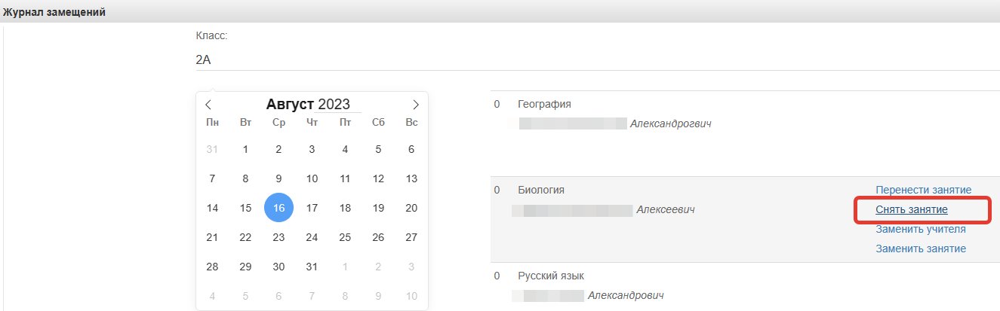 Журнал замещений
Класс:
2А
Август 2023
Пн Вт Ср Чт Пт Сб Вс
31 1 2 3 4 5 6
7 8 9 10 11 12 13
14 15 16 17 18 19 20
21 22 23 24 25 26 27
28 29 30 31 1 2 3
4 5 6 7 8 9 10
0 География
Александрогвич
0 Биология
Алексеевич
Перенести занятие
Снять занятие
Заменить учителя
Заменить занятие
0 Русский язык
Александрович